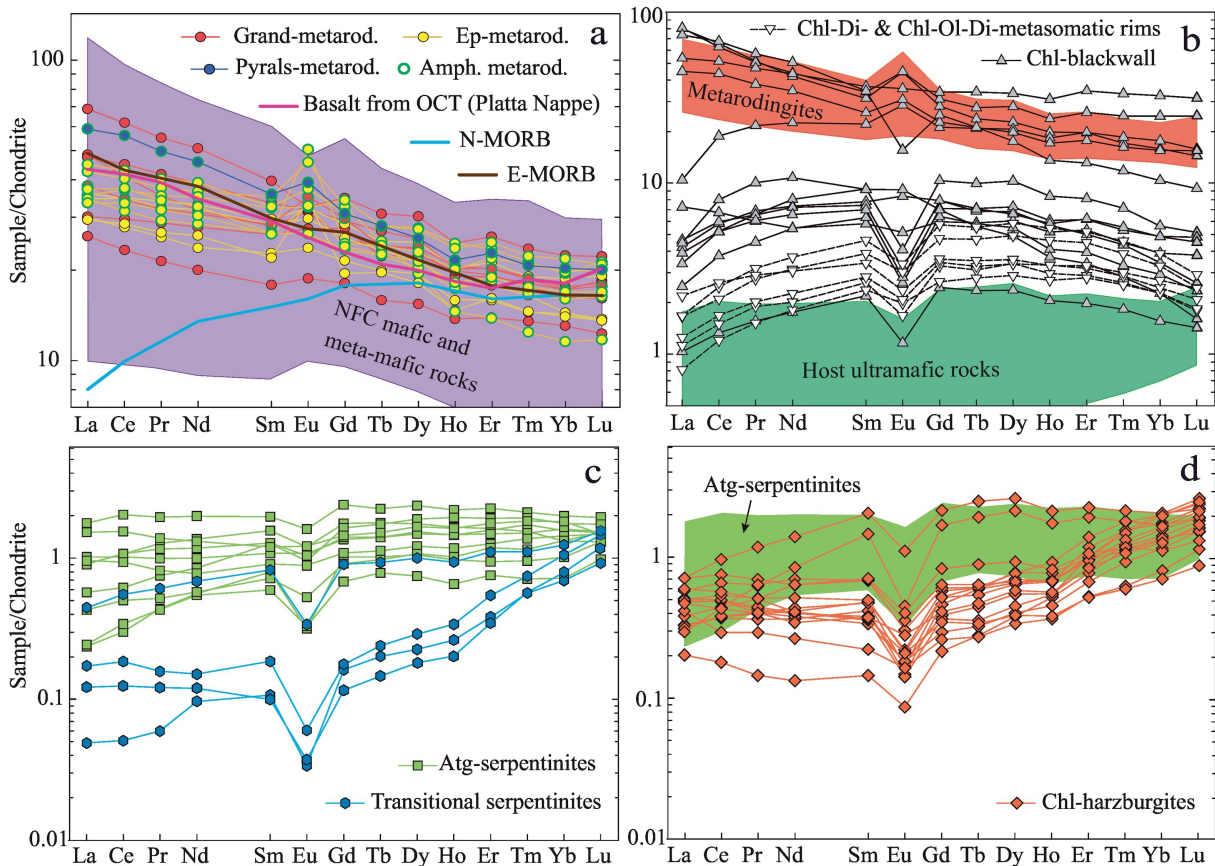 Sample/Chondrite
100
10
Grand-metarod.
Ep-metarod.
a
Pyrals-metarod.
Amph. metarod.
Basalt from OCT (Platta Nappe)
N-MORB
E-MORB
NFC mafic and
meta-mafic rocks
La Ce Pr Nd Sm Eu Gd Tb Dy Ho Er Tm Yb Lu
100
10
1
Chl-Di- & Chl-Ol-Di-metasomatic rims
b
Chl-blackwall
Metarodingites
Host ultramafic rocks
La Ce Pr Nd Sm Eu Gd Tb Dy Ho Er Tm Yb Lu
Sample/Chondrite
1
0.1
0.01
c
Atg-serpentinites
Transitional serpentinites
La Ce Pr Nd Sm Eu Gd Tb Dy Ho Er Tm Yb Lu
1
0.1
0.01
d
Atg-serpentinites
Chl-harzburgites
La Ce Pr Nd Sm Eu Gd Tb Dy Ho Er Tm Yb Lu